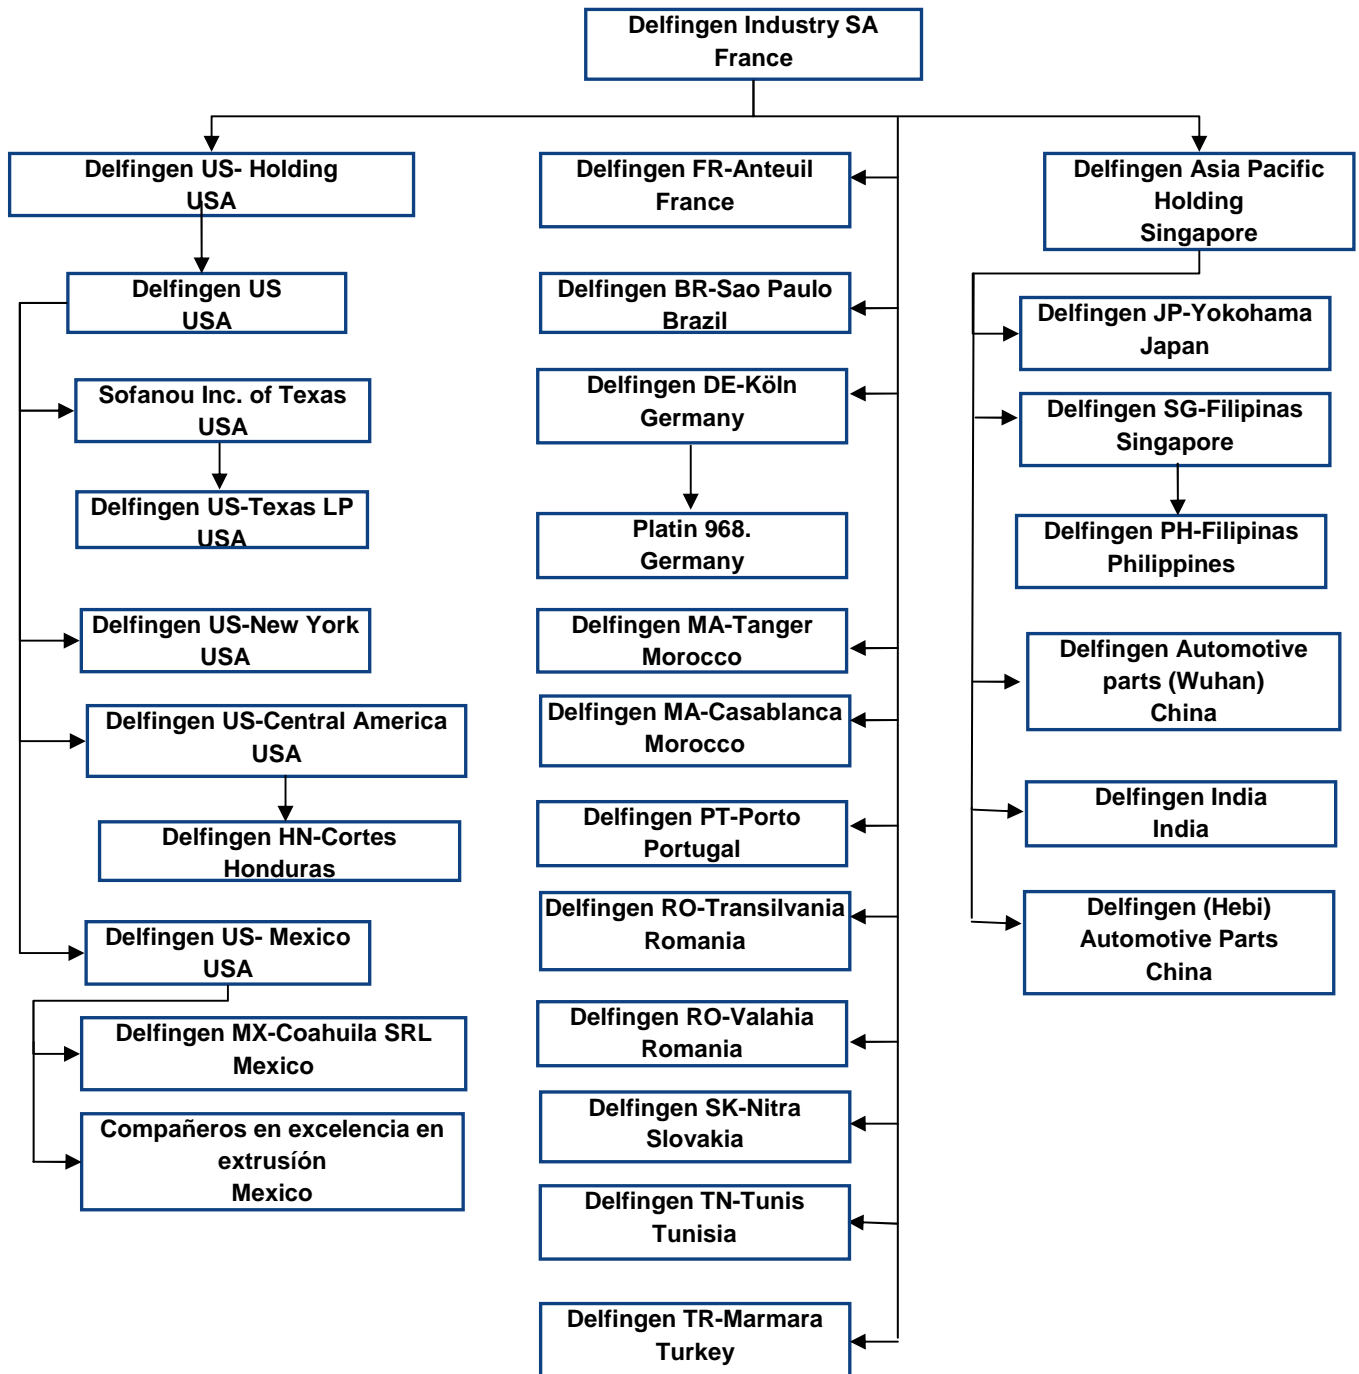 Delfingen Industry SA
France
Delfingen US- Holding
USA
Delfingen US
USA
Sofanou Inc. of Texas
USA
Delfingen US-Texas LP
USA
Delfingen US-New York
USA
Delfingen US-Central America
USA
Delfingen HN-Cortes
Honduras
Delfingen US- Mexico
USA
Delfingen MX-Coahuila SRL
Mexico
Compañeros en excelencia en
extrusíón
Mexico
Delfingen FR-Anteuil
France
Delfingen BR-Sao Paulo
Brazil
Delfingen DE-Köln
Germany
Platin 968.
Germany
Delfingen MA-Tanger
Morocco
Delfingen MA-Casablanca
Morocco
Delfingen PT-Porto
Portugal
Delfingen RO-Transilvania
Romania
Delfingen RO-Valahia
Romania
Delfingen SK-Nitra
Slovakia
Delfingen TN-Tunis
Tunisia
Delfingen TR-Marmara
Turkey
Delfingen Asia Pacific
Holding
Singapore
Delfingen JP-Yokohama
Japan
Delfingen SG-Filipinas
Singapore
Delfingen PH-Filipinas
Philippines
Delfingen Automotive
parts (Wuhan)
China
Delfingen India
India
Delfingen (Hebi)
Automotive Parts
China